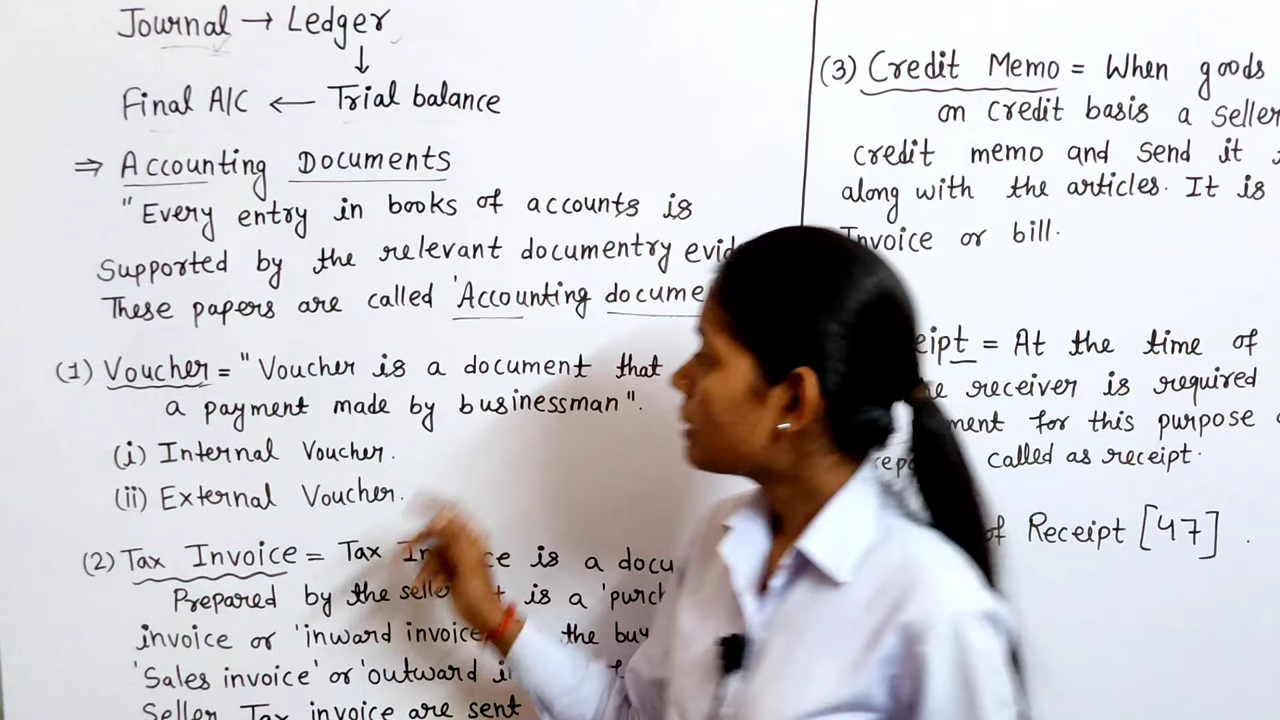 Journal → Ledger
↓
Final A/C ← Trial balance
⇒ Accounting Documents
"Every entry in books of accounts is
Supported by the relevant documentry
These papers are called 'Accounting
(1) Voucher = "Voucher is a document that
a payment made by businessman".
(i) Internal Voucher.
(ii) External Voucher.
(2) Tax Invoice = Tax is a
Prepared by the is a
invoice or 'inward invoice the
'Sales invoice' or 'outward
Seller Tax invoice are sent
(3) Credit Memo = When goods
on credit basis a seller
credit memo and send it
along with the articles. It is
Invoice or bill.
= At the time of
receiver is required
for this purpose
called as receipt.
of Receipt [47].